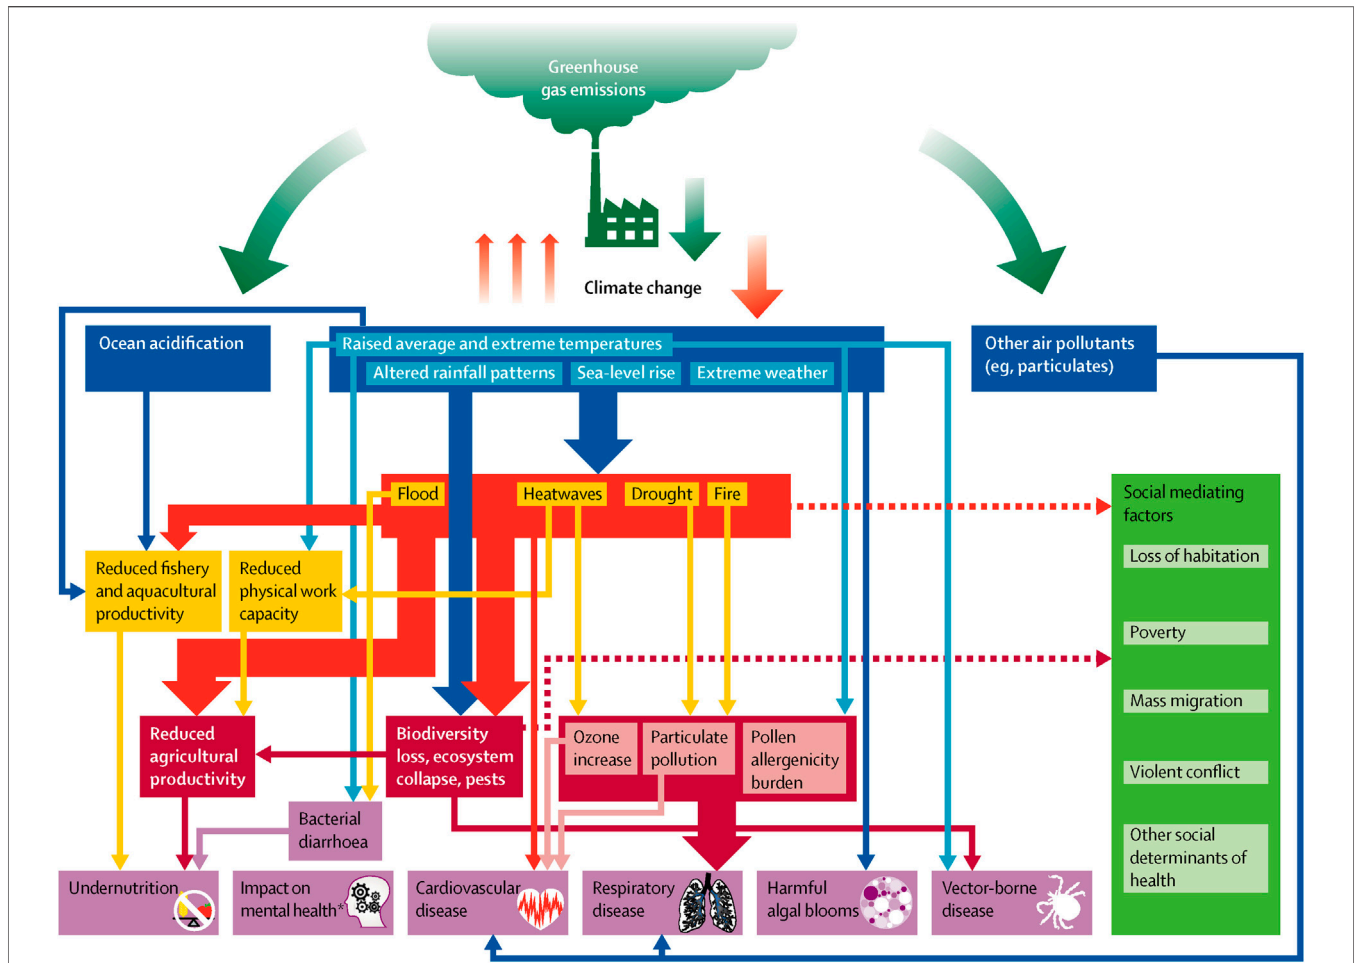 Greenhouse
gas emissions
Climate change
Ocean acidification
Raised average and extreme temperatures
Altered rainfall patterns
Sea-level rise
Extreme weather
Other air pollutants
(eg, particulates)
Flood
Heatwaves
Drought
Fire
Social mediating
factors
Loss of habitation
Poverty
Mass migration
Violent conflict
Other social
determinants of
health
Reduced fishery
and aquacultural
productivity
Reduced
physical work
capacity
Reduced
agricultural
productivity
Biodiversity
loss, ecosystem
collapse, pests
Ozone
increase
Particulate
pollution
Pollen
allergenicity
burden
Bacterial
diarrhoea
Undernutrition
Impact on
mental health*
Cardiovascular
disease
Respiratory
disease
Harmful
algal blooms
Vector-borne
disease